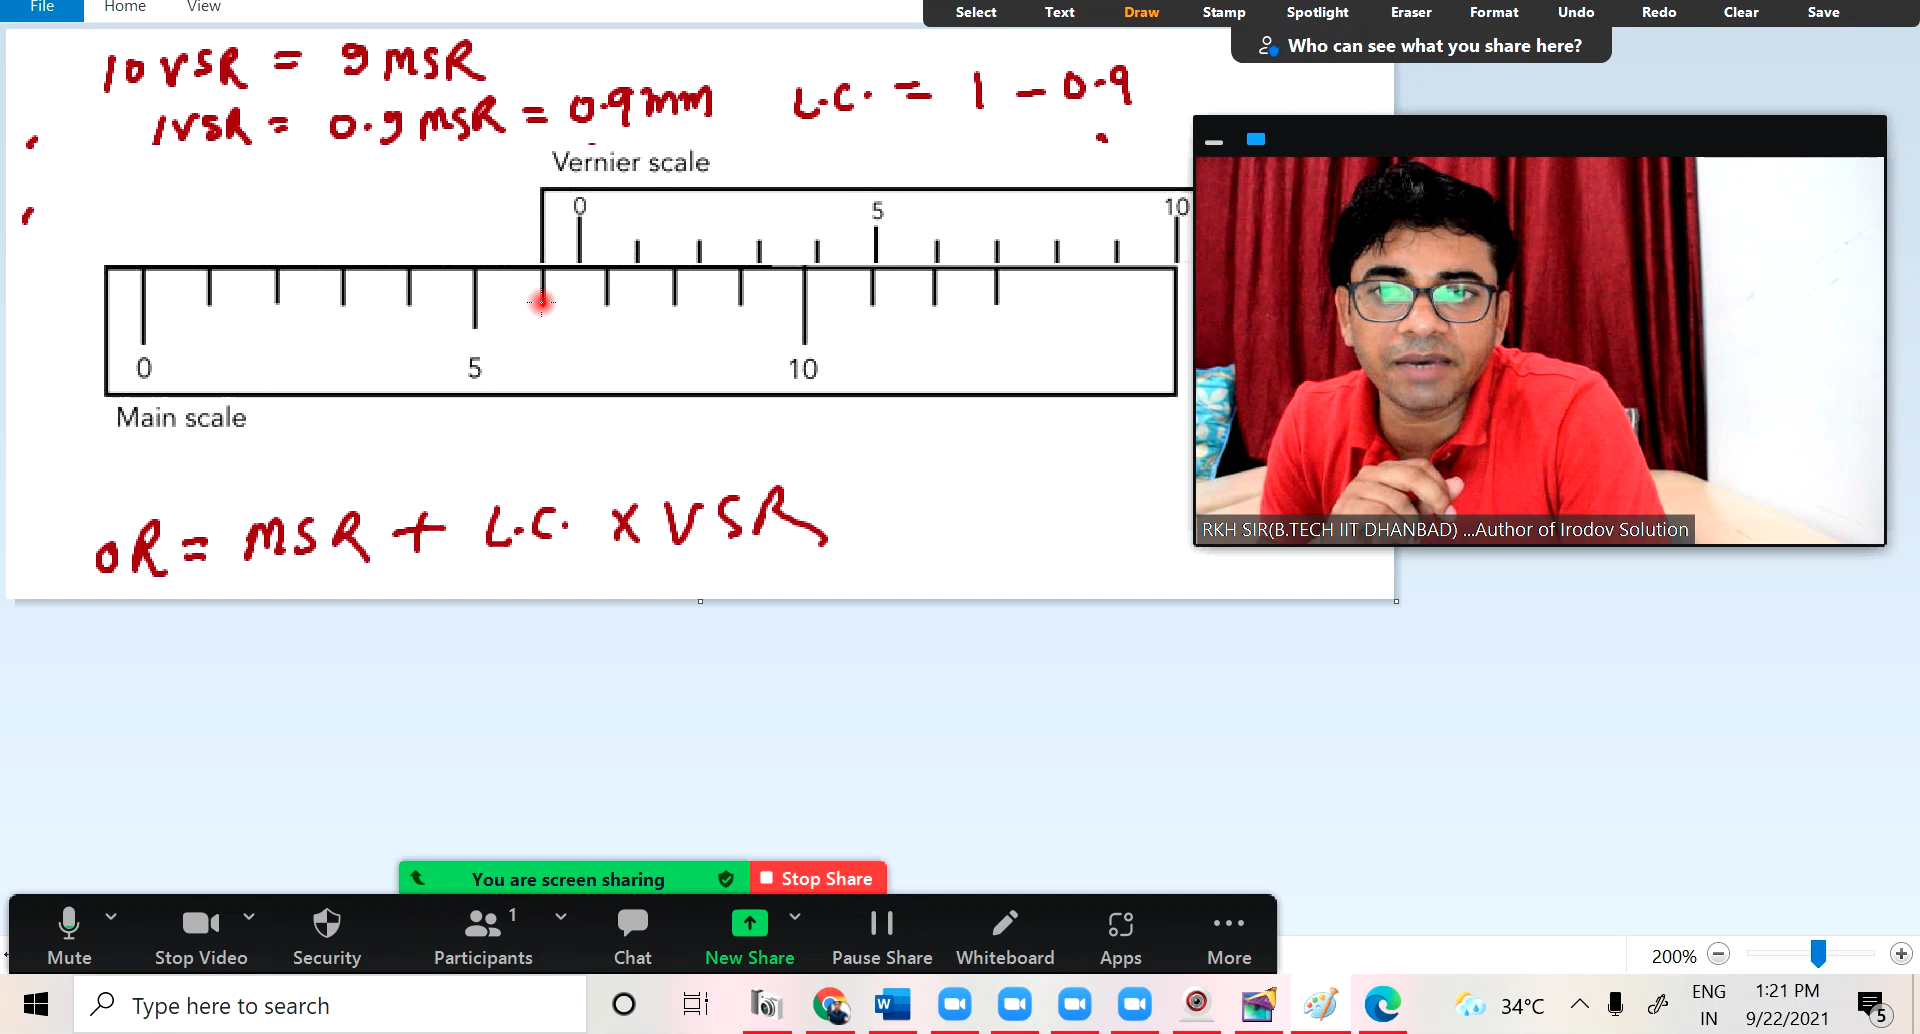 File Home View
Select Text Draw Stamp Spotlight Eraser Format Undo Redo Clear Save
Who can see what you share here?
10 VSR = 9 MSR
1VSR = 0.9 MSR = 0.9mm L.C. = 1 - 0.9
Vernier scale
0 5 10
0 5 10
Main scale
RKH SIR(B.TECH IIT DHANBAD) ...Author of Irodov Solution
OR = MSR + L.C. X VSR
You are screen sharing Stop Share
1
Mute Stop Video Security Participants Chat New Share Pause Share Whiteboard Apps More
200%
Type here to search
W
34°C
ENG
IN
1:21 PM
9/22/2021
5